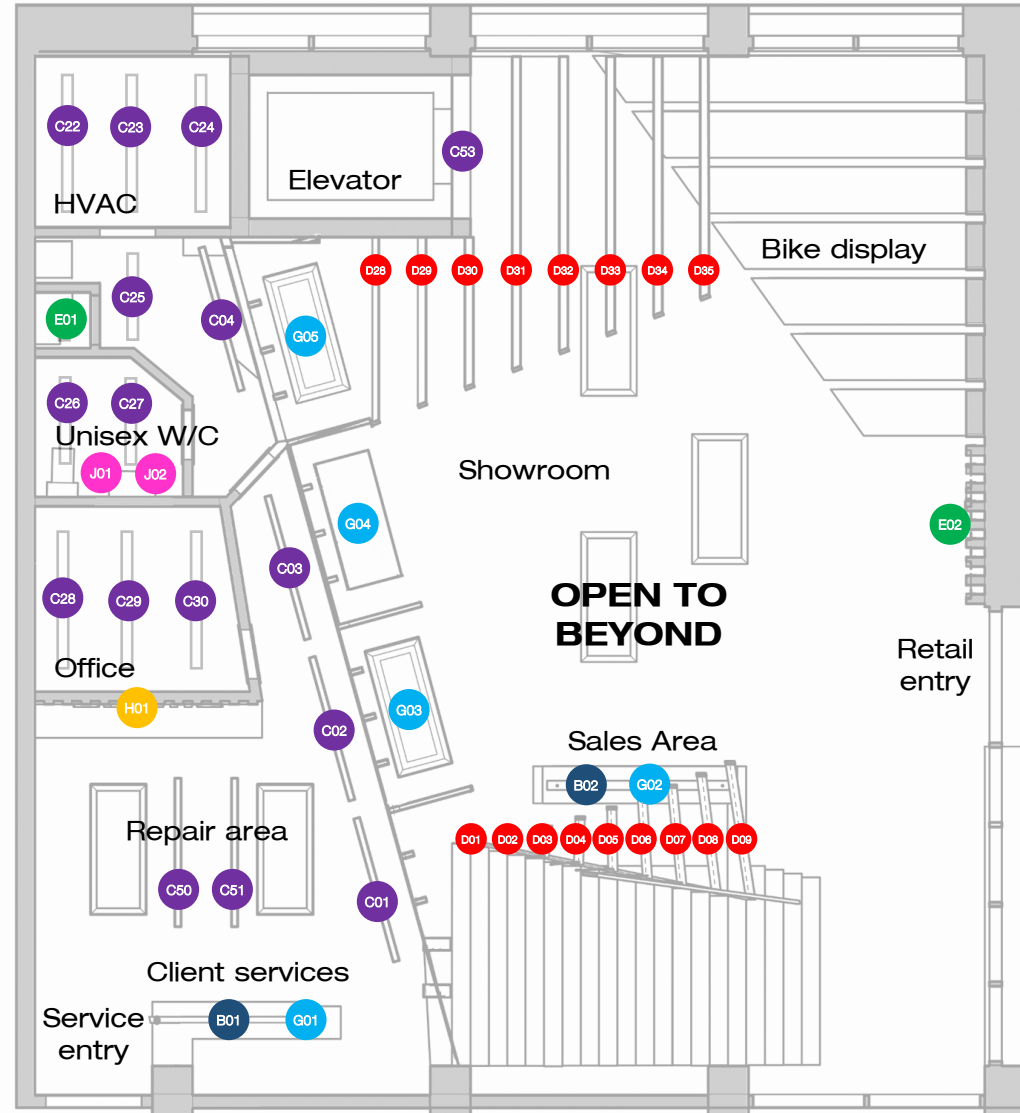 C22
C23
C24
HVAC
Elevator
C53
Bike display
D28
D29
D30
D31
D32
D33
D34
D35
C25
E01
C04
G05
C26
C27
Unisex W/C
J01
J02
Showroom
G04
E02
C03
C28
C29
C30
OPEN TO
BEYOND
Office
Retail
entry
H01
G03
C02
Sales Area
B02
G02
Repair area
D01
D02
D03
D04
D05
D06
D07
D08
D09
C50
C51
C01
Client services
Service
entry
B01
G01